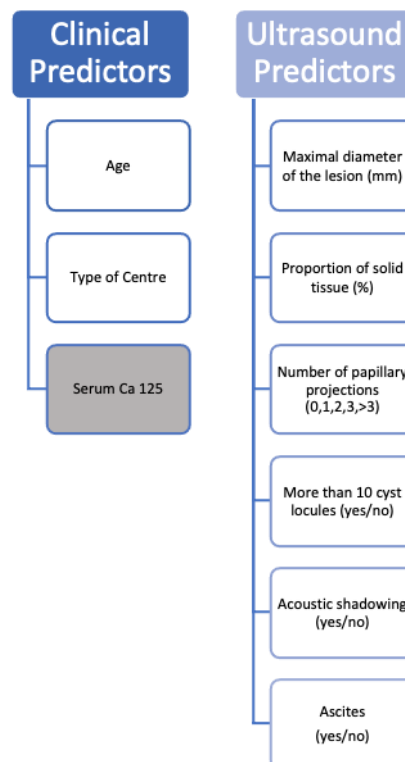 Clinical
Predictors
Age
Type of Centre
Serum Ca 125
Ultrasound
Predictors
Maximal diameter
of the lesion (mm)
Proportion of solid
tissue (%)
Number of papillary
projections
(0,1,2,3,>3)
More than 10 cyst
locules (yes/no)
Acoustic shadowing
(yes/no)
Ascites
(yes/no)